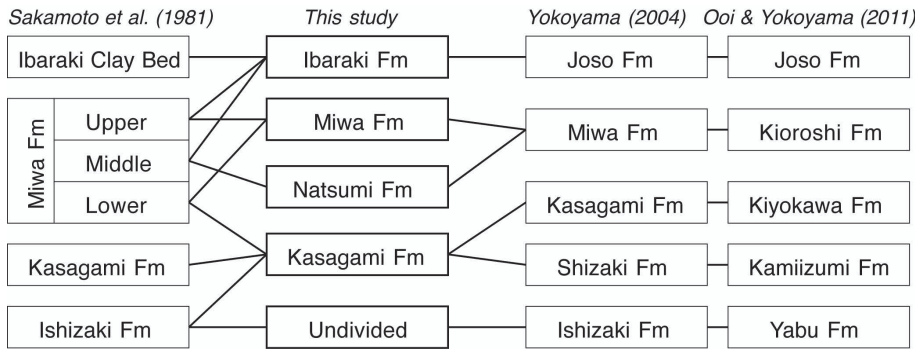 Sakamoto et al. (1981) This study Yokoyama (2004) Ooi & Yokoyama (2011)
Ibaraki Clay Bed Ibaraki Fm Joso Fm Joso Fm
Miwa Fm
Upper Miwa Fm Miwa Fm Kioroshi Fm
Middle Natsumi Fm
Lower Kasagami Fm Kiyokawa Fm
Kasagami Fm Kasagami Fm Shizaki Fm Kamiizumi Fm
Ishizaki Fm Undivided Ishizaki Fm Yabu Fm